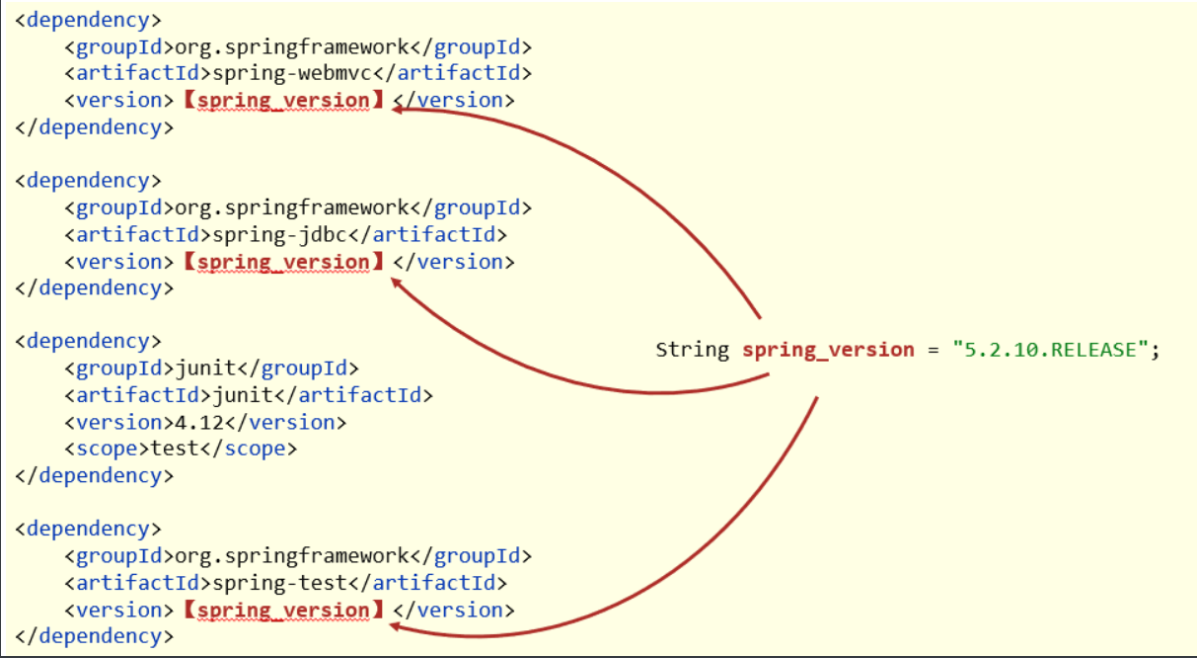 <dependency>
    <groupId>org.springframework</groupId>
    <artifactId>spring-webmvc</artifactId>
    <version>【spring_version】</version>
</dependency>

<dependency>
    <groupId>org.springframework</groupId>
    <artifactId>spring-jdbc</artifactId>
    <version>【spring_version】</version>
</dependency>

<dependency>
    <groupId>junit</groupId>
    <artifactId>junit</artifactId>
    <version>4.12</version>
    <scope>test</scope>
</dependency>

<dependency>
    <groupId>org.springframework</groupId>
    <artifactId>spring-test</artifactId>
    <version>【spring_version】</version>
</dependency>

String spring_version = "5.2.10.RELEASE";